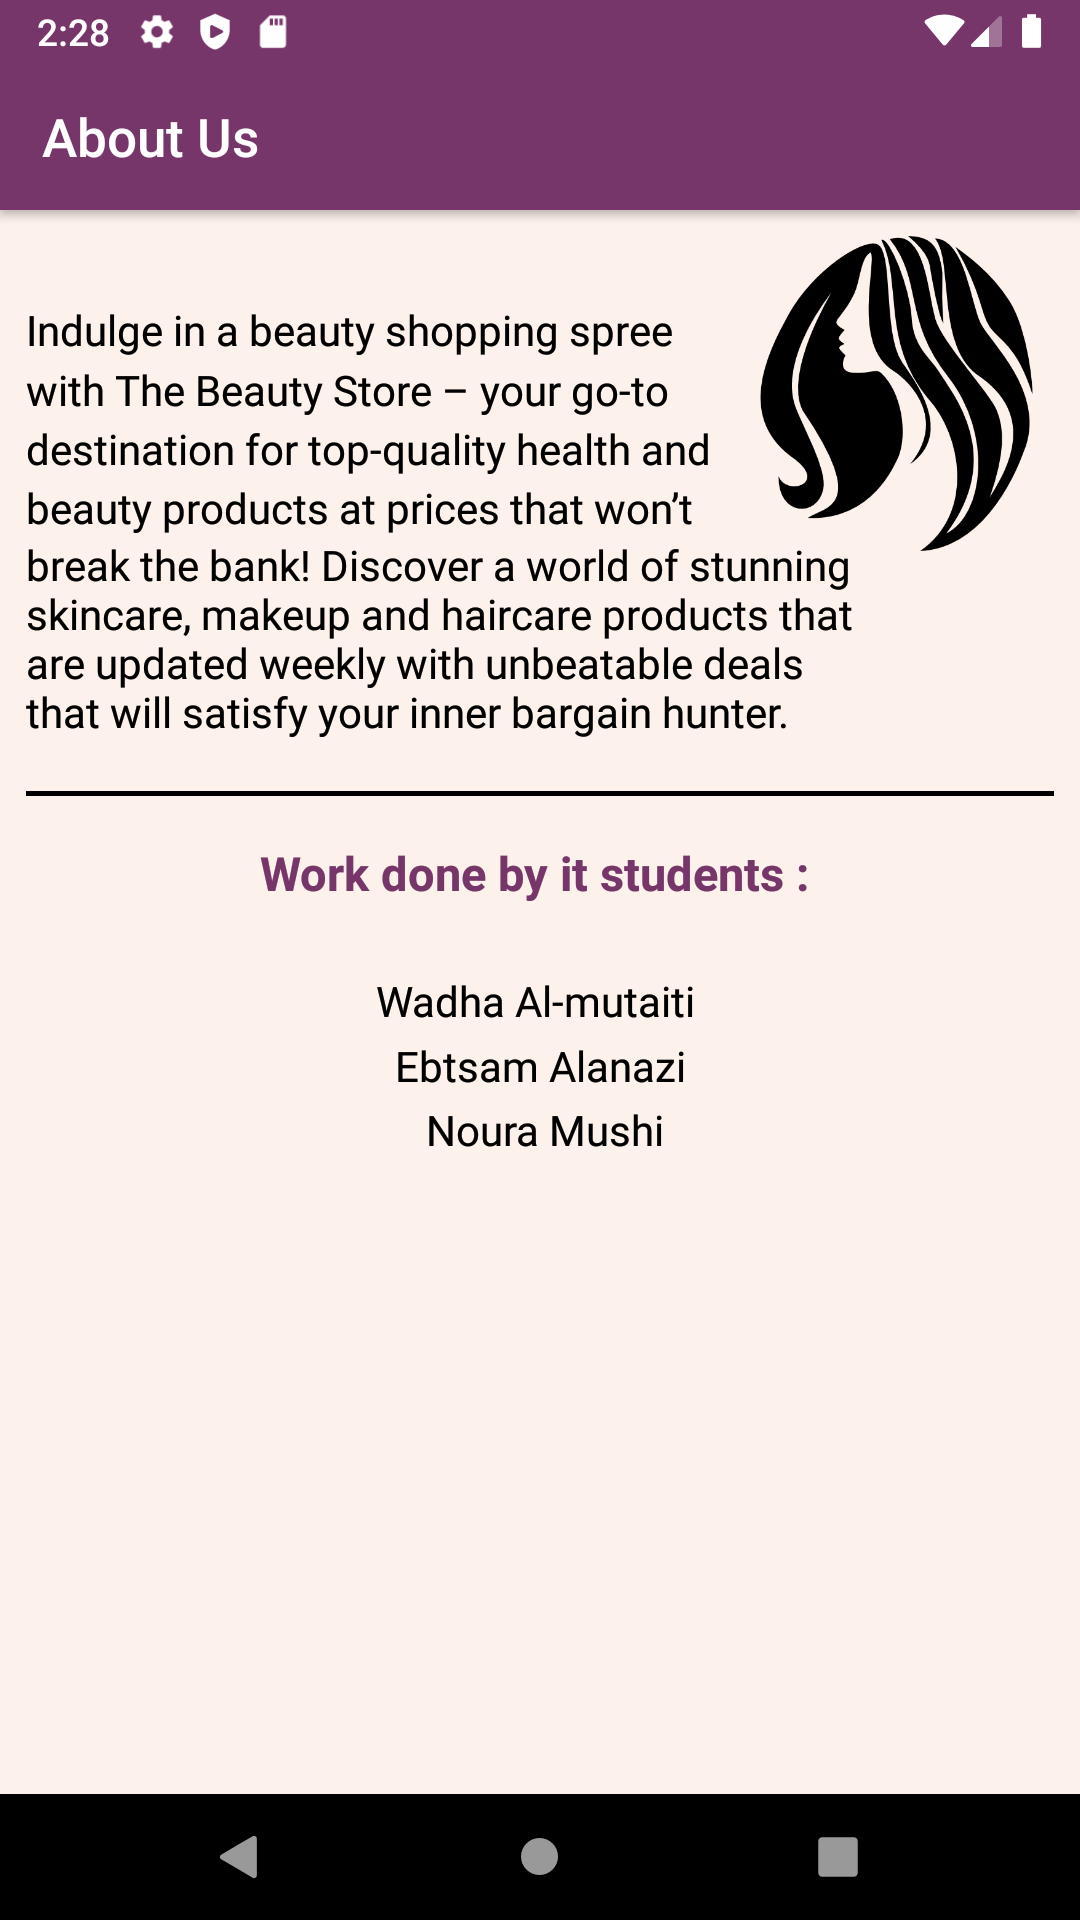 2:28
About Us
Indulge in a beauty shopping spree
with The Beauty Store – your go-to
destination for top-quality health and
beauty products at prices that won’t
break the bank! Discover a world of stunning
skincare, makeup and haircare products that
are updated weekly with unbeatable deals
that will satisfy your inner bargain hunter.
Work done by it students :
Wadha Al-mutaiti
Ebtsam Alanazi
Noura Mushi